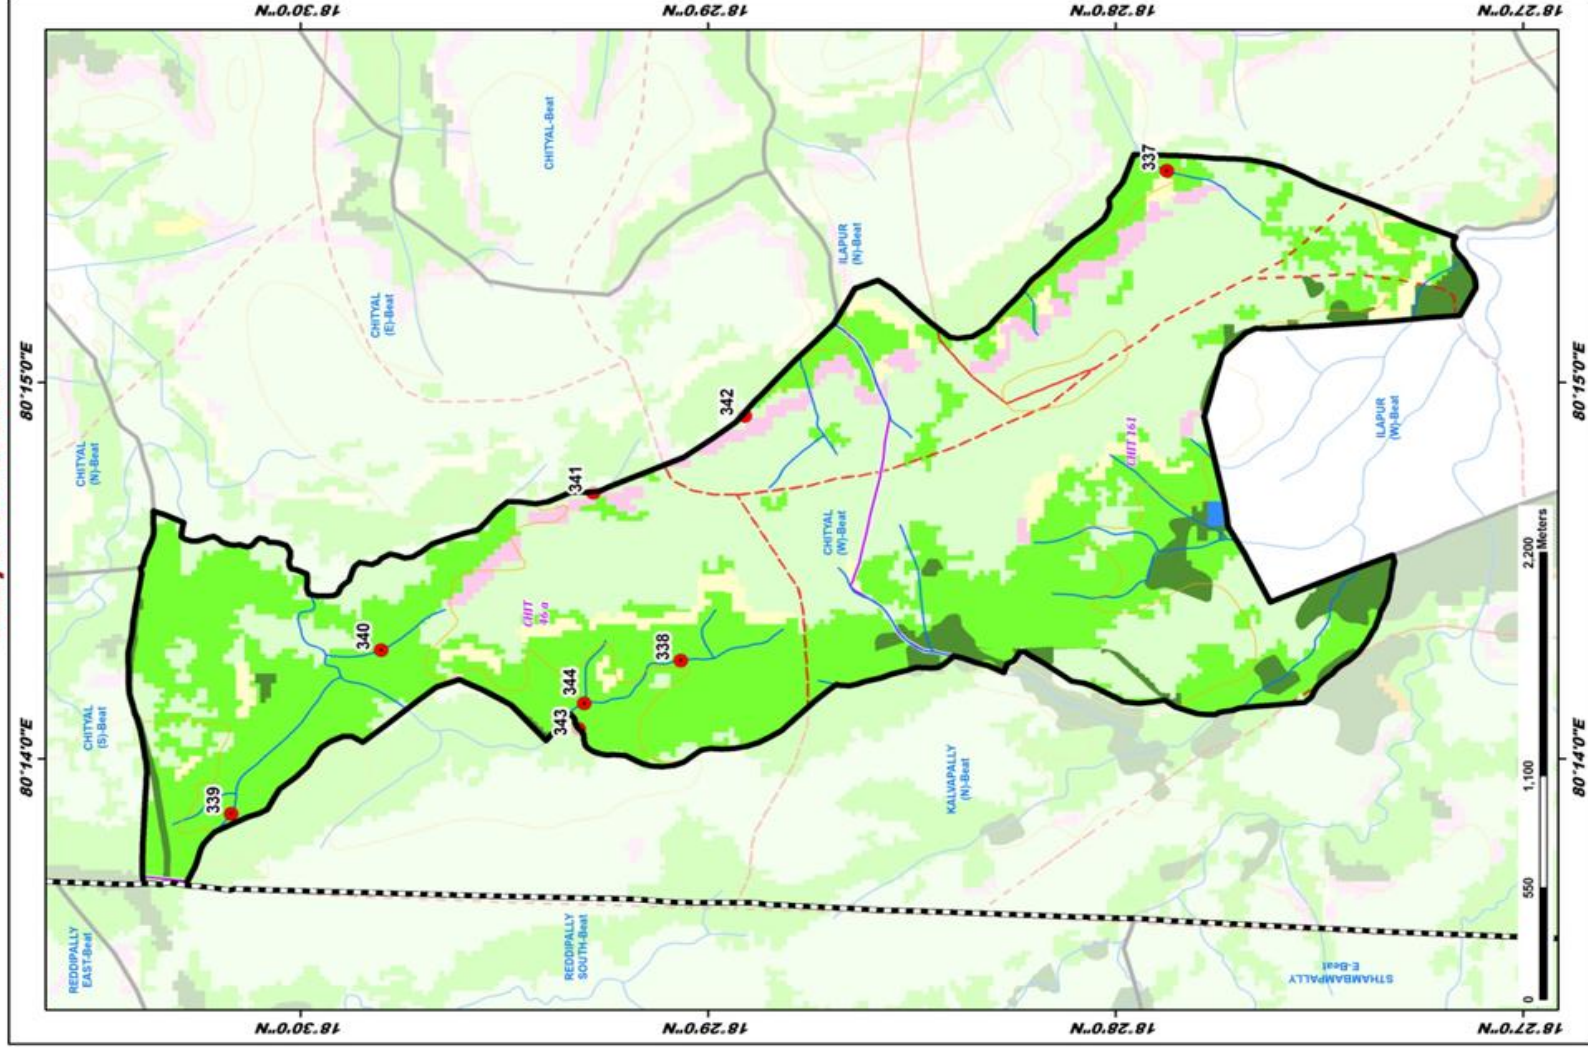 18°30'0"N
18°29'0"N
18°28'0"N
18°27'0"N
80°15'0"E
80°14'0"E
CHITYAL
(N)-Beat
CHITYAL
(E)-Beat
CHITYAL-Beat
ILAPUR
(N)-Beat
337
342
341
CHIT 161
ILAPUR
(W)-Beat
CHITYAL
(W)-Beat
CHIT
46a
340
338
344
343
339
CHITYAL
(S)-Beat
KALVAPALLY
(N)-Beat
REDDIPALLY
EAST-Beat
REDDIPALLY
SOUTH-Beat
STHAMBAMPALLY
E-Beat
0 550 1,100 2,200
Meters
80°15'0"E
80°14'0"E
18°30'0"N
18°29'0"N
18°28'0"N
18°27'0"N